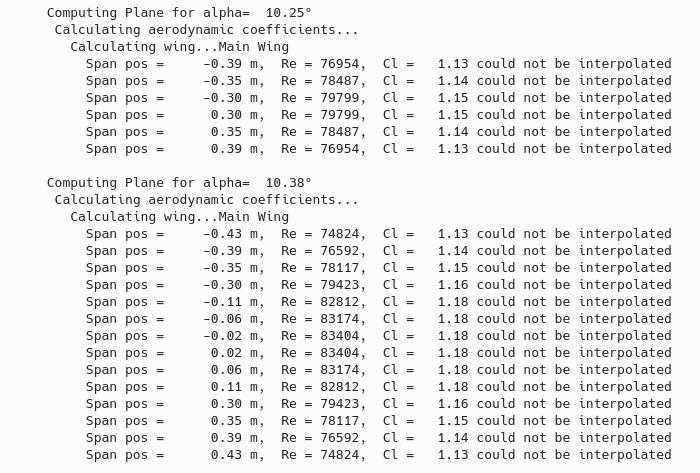 Computing Plane for alpha=  10.25°
Calculating aerodynamic coefficients...
Calculating wing...Main Wing
Span pos =     -0.39 m,  Re = 76954,  Cl =   1.13 could not be interpolated
Span pos =     -0.35 m,  Re = 78487,  Cl =   1.14 could not be interpolated
Span pos =     -0.30 m,  Re = 79799,  Cl =   1.15 could not be interpolated
Span pos =      0.30 m,  Re = 79799,  Cl =   1.15 could not be interpolated
Span pos =      0.35 m,  Re = 78487,  Cl =   1.14 could not be interpolated
Span pos =      0.39 m,  Re = 76954,  Cl =   1.13 could not be interpolated
Computing Plane for alpha=  10.38°
Calculating aerodynamic coefficients...
Calculating wing...Main Wing
Span pos =     -0.43 m,  Re = 74824,  Cl =   1.13 could not be interpolated
Span pos =     -0.39 m,  Re = 76592,  Cl =   1.14 could not be interpolated
Span pos =     -0.35 m,  Re = 78117,  Cl =   1.15 could not be interpolated
Span pos =     -0.30 m,  Re = 79423,  Cl =   1.16 could not be interpolated
Span pos =     -0.11 m,  Re = 82812,  Cl =   1.18 could not be interpolated
Span pos =     -0.06 m,  Re = 83174,  Cl =   1.18 could not be interpolated
Span pos =     -0.02 m,  Re = 83404,  Cl =   1.18 could not be interpolated
Span pos =      0.02 m,  Re = 83404,  Cl =   1.18 could not be interpolated
Span pos =      0.06 m,  Re = 83174,  Cl =   1.18 could not be interpolated
Span pos =      0.11 m,  Re = 82812,  Cl =   1.18 could not be interpolated
Span pos =      0.30 m,  Re = 79423,  Cl =   1.16 could not be interpolated
Span pos =      0.35 m,  Re = 78117,  Cl =   1.15 could not be interpolated
Span pos =      0.39 m,  Re = 76592,  Cl =   1.14 could not be interpolated
Span pos =      0.43 m,  Re = 74824,  Cl =   1.13 could not be interpolated